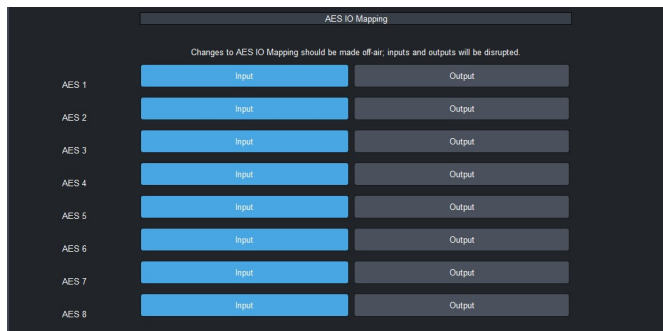 AES IO Mapping
Changes to AES IO Mapping should be made off-air; inputs and outputs will be disrupted.
AES 1 Input Output
AES 2 Input Output
AES 3 Input Output
AES 4 Input Output
AES 5 Input Output
AES 6 Input Output
AES 7 Input Output
AES 8 Input Output